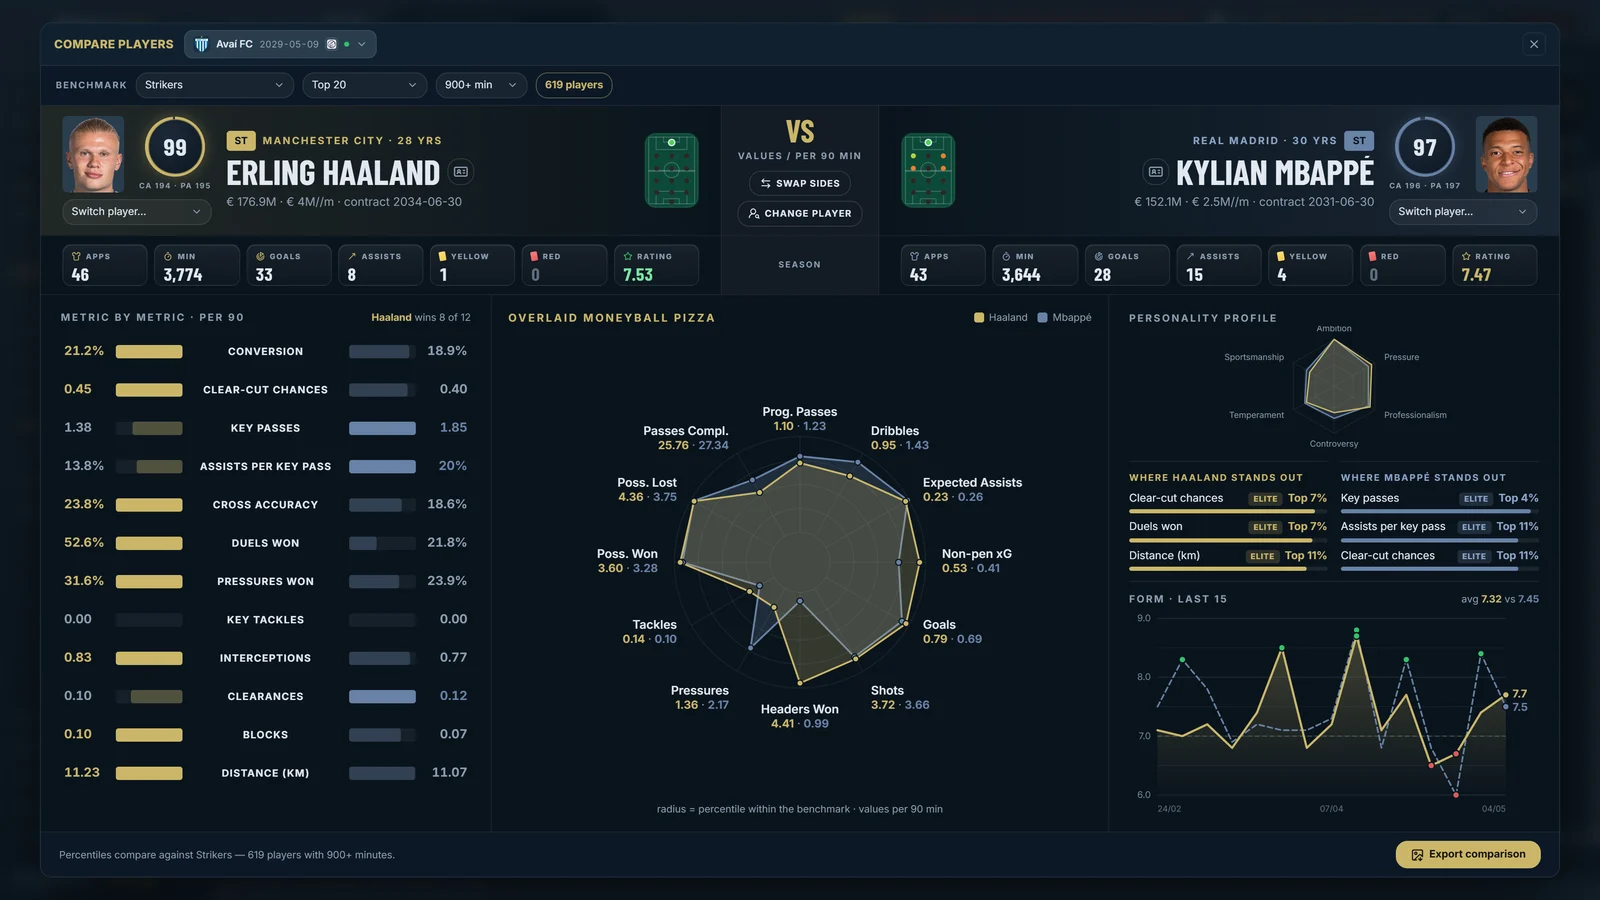 COMPARE PLAYERS
Avaí FC 2029-05-09
BENCHMARK
Strikers
Top 20
900+ min
619 players
99
CA 194 · PA 195
Switch player...
ST MANCHESTER CITY · 28 YRS
ERLING HAALAND
€ 176.9M · € 4M//m · contract 2034-06-30
VS
VALUES / PER 90 MIN
SWAP SIDES
CHANGE PLAYER
REAL MADRID · 30 YRS ST
KYLIAN MBAPPÉ
€ 152.1M · € 2.5M//m · contract 2031-06-30
97
CA 196 · PA 197
Switch player...
APPS
46
MIN
3,774
GOALS
33
ASSISTS
8
YELLOW
1
RED
0
RATING
7.53
SEASON
APPS
43
MIN
3,644
GOALS
28
ASSISTS
15
YELLOW
4
RED
0
RATING
7.47
METRIC BY METRIC · PER 90
Haaland wins 8 of 12
21.2% CONVERSION 18.9%
0.45 CLEAR-CUT CHANCES 0.40
1.38 KEY PASSES 1.85
13.8% ASSISTS PER KEY PASS 20%
23.8% CROSS ACCURACY 18.6%
52.6% DUELS WON 21.8%
31.6% PRESSURES WON 23.9%
0.00 KEY TACKLES 0.00
0.83 INTERCEPTIONS 0.77
0.10 CLEARANCES 0.12
0.10 BLOCKS 0.07
11.23 DISTANCE (KM) 11.07
OVERLAID MONEYBALL PIZZA
Haaland Mbappé
Prog. Passes
1.10 · 1.23
Dribbles
0.95 · 1.43
Expected Assists
0.23 · 0.26
Non-pen xG
0.53 · 0.41
Goals
0.79 · 0.69
Shots
3.72 · 3.66
Headers Won
4.41 · 0.99
Pressures
1.36 · 2.17
Tackles
0.14 · 0.10
Poss. Won
3.60 · 3.28
Poss. Lost
4.36 · 3.75
Passes Compl.
25.76 · 27.34
radius = percentile within the benchmark · values per 90 min
PERSONALITY PROFILE
Ambition
Pressure
Professionalism
Controversy
Temperament
Sportsmanship
WHERE HAALAND STANDS OUT
Clear-cut chances ELITE Top 7%
Duels won ELITE Top 7%
Distance (km) ELITE Top 11%
WHERE MBAPPÉ STANDS OUT
Key passes ELITE Top 4%
Assists per key pass ELITE Top 11%
Clear-cut chances ELITE Top 11%
FORM · LAST 15
avg 7.32 vs 7.45
9.0
8.0
7.0
6.0
7.7
7.5
24/02
07/04
04/05
Percentiles compare against Strikers — 619 players with 900+ minutes.
Export comparison